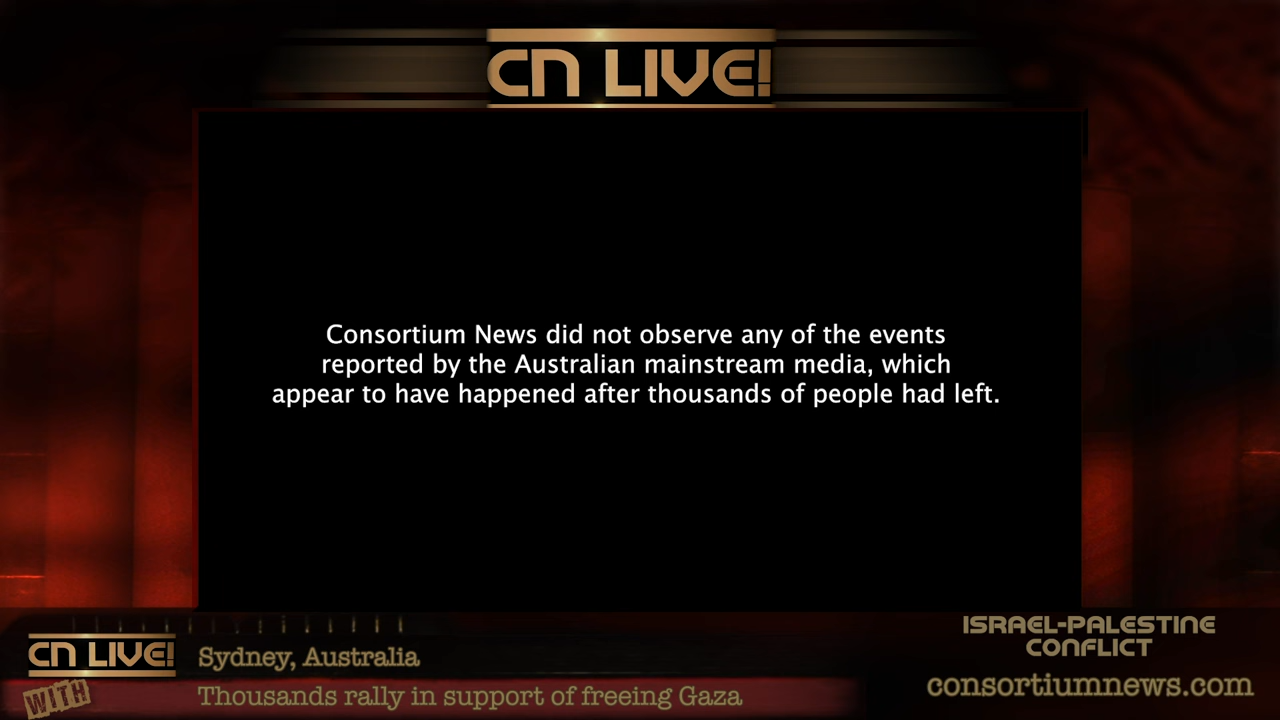 CN LIVE!
Consortium News did not observe any of the events
reported by the Australian mainstream media, which
appear to have happened after thousands of people had left.
CN LIVE!
Sydney, Australia
WITH
Thousands rally in support of freeing Gaza
ISRAEL-PALESTINE
CONFLICT
consortiumnews.com